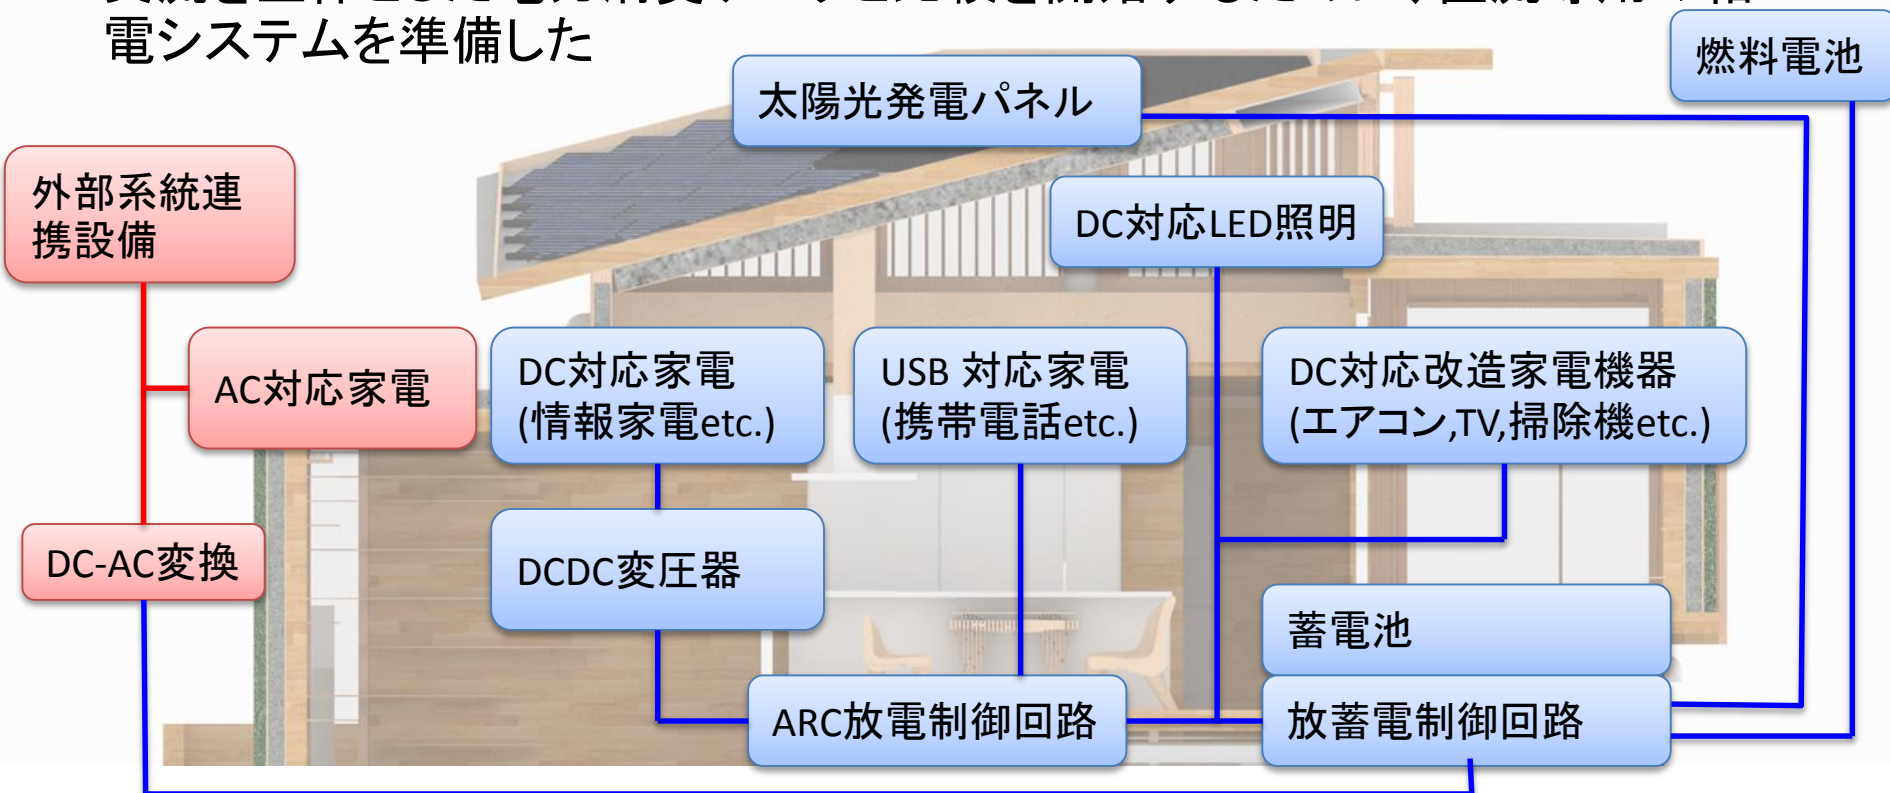 電システムを準備した
燃料電池
太陽光発電パネル
外部系統連
携設備
DC対応LED照明
AC対応家電
DC対応家電
(情報家電etc.)
USB 対応家電
(携帯電話etc.)
DC対応改造家電機器
(エアコン,TV,掃除機etc.)
DC-AC変換
DCDC変圧器
蓄電池
ARC放電制御回路
放蓄電制御回路